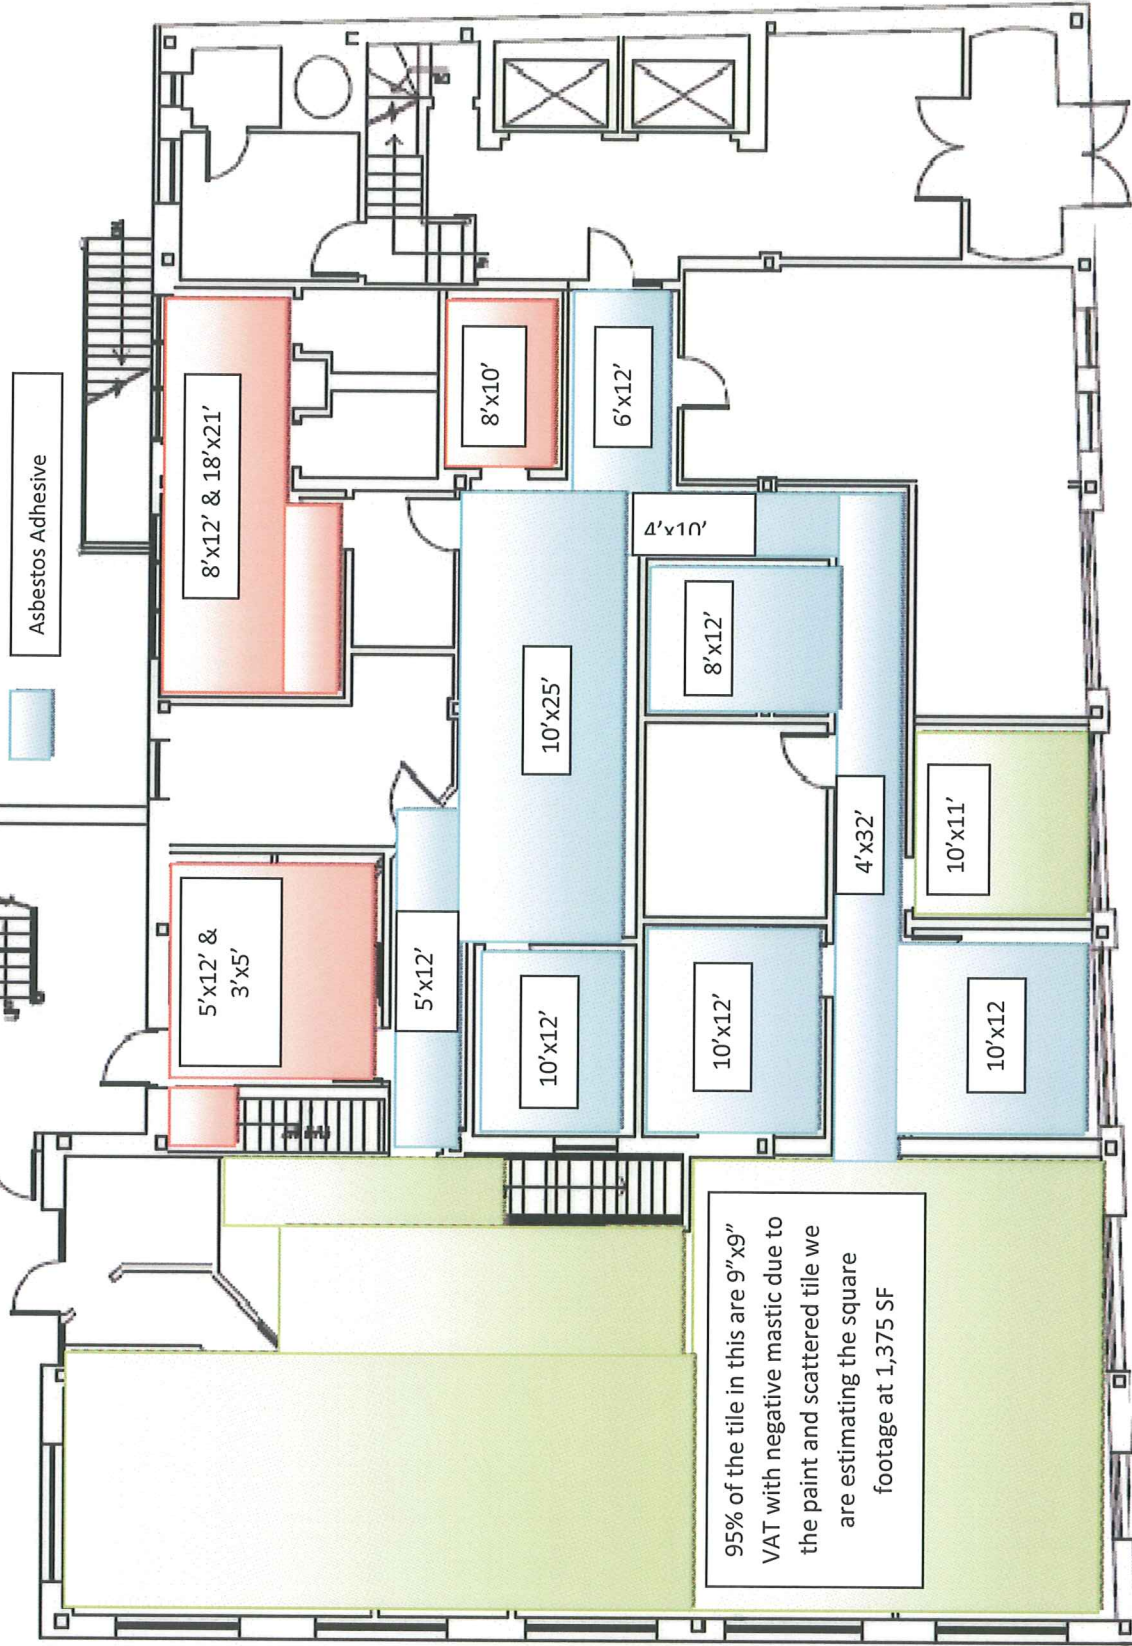 Asbestos Adhesive
8'x12' & 18'x21'
8'x10'
6'x12'
4'x10'
8'x12'
10'x25'
5'x12' &
3'x5'
5'x12'
10'x12'
10'x12'
4'x32'
10'x11'
10'x12
95% of the tile in this are 9"x9"
VAT with negative mastic due to
the paint and scattered tile we
are estimating the square
footage at 1,375 SF